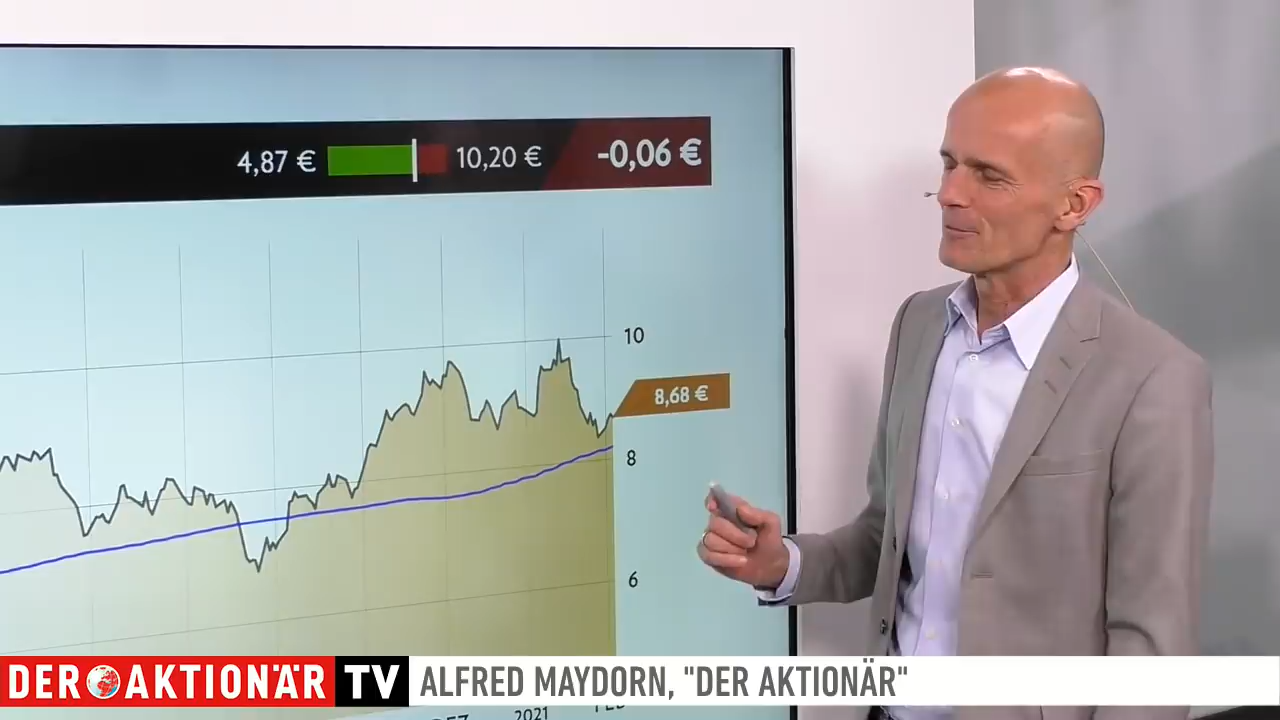 4,87 € 10,20 € -0,06 €
10
8,68 €
8
6
DER AKTIONÄR TV ALFRED MAYDORN, "DER AKTIONÄR"
2021